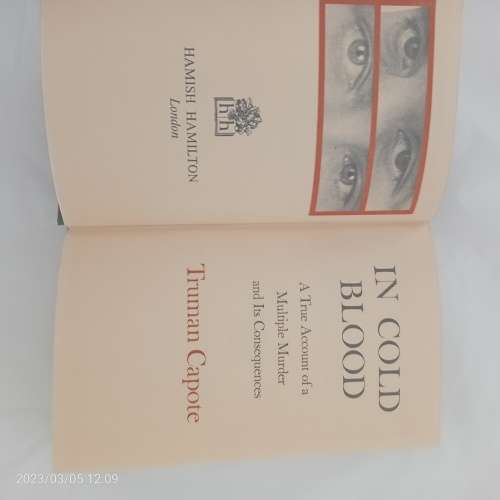 HAMISH HAMILTON
London
h h
IN COLD
BLOOD
A True Account of a
Multiple Murder
and Its Consequences
Truman Capote
2023/03/05 12:09